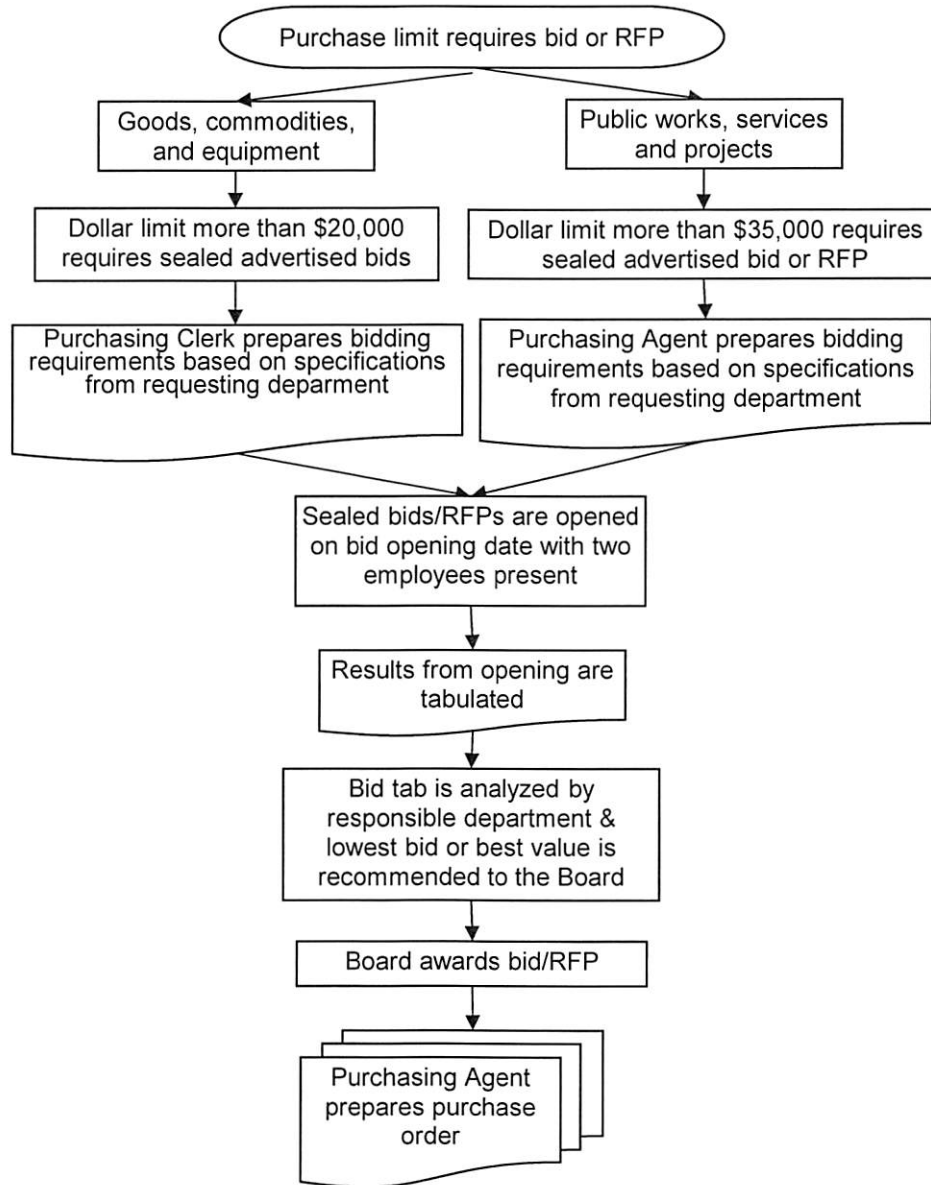 Purchase limit requires bid or RFP
Goods, commodities,
and equipment
Public works, services
and projects
Dollar limit more than $20,000
requires sealed advertised bids
Dollar limit more than $35,000 requires
sealed advertised bid or RFP
Purchasing Clerk prepares bidding
requirements based on specifications
from requesting deparment
Purchasing Agent prepares bidding
requirements based on specifications
from requesting department
Sealed bids/RFPs are opened
on bid opening date with two
employees present
Results from opening are
tabulated
Bid tab is analyzed by
responsible department &
lowest bid or best value is
recommended to the Board
Board awards bid/RFP
Purchasing Agent
prepares purchase
order